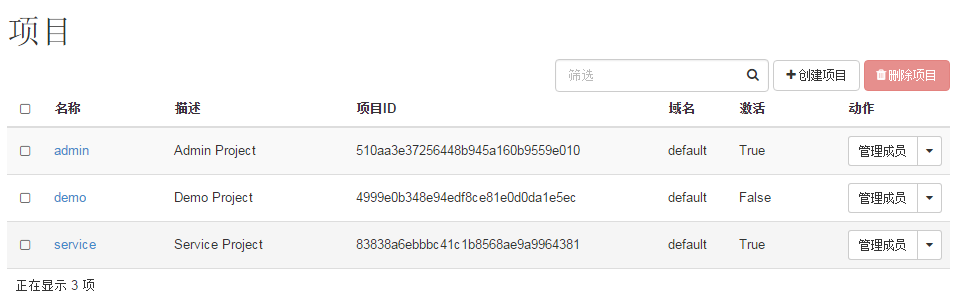 项目
筛选 创建项目 删除项目
名称 描述 项目ID 域名 激活 动作
admin Admin Project 510aa3e37256448b945a160b9559e010 default True 管理成员
demo Demo Project 4999e0b348e94edf8ce81e0d0da1e5ec default False 管理成员
service Service Project 83838a6ebbbc41c1b8568ae9a9964381 default True 管理成员
正在显示 3 项